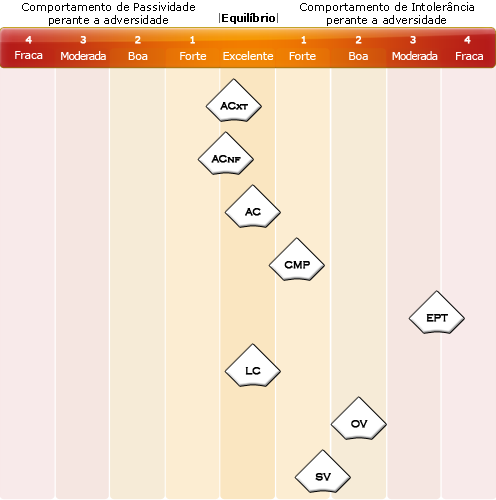 Comportamento de Passividade
perante a adversidade
|Equilíbrio|
Comportamento de Intolerância
perante a adversidade
4 3 2 1 1 2 3 4
Fraca Moderada Boa Forte Excelente Forte Boa Moderada Fraca
ACXT
ACNF
AC
CMP
EPT
LC
OV
SV